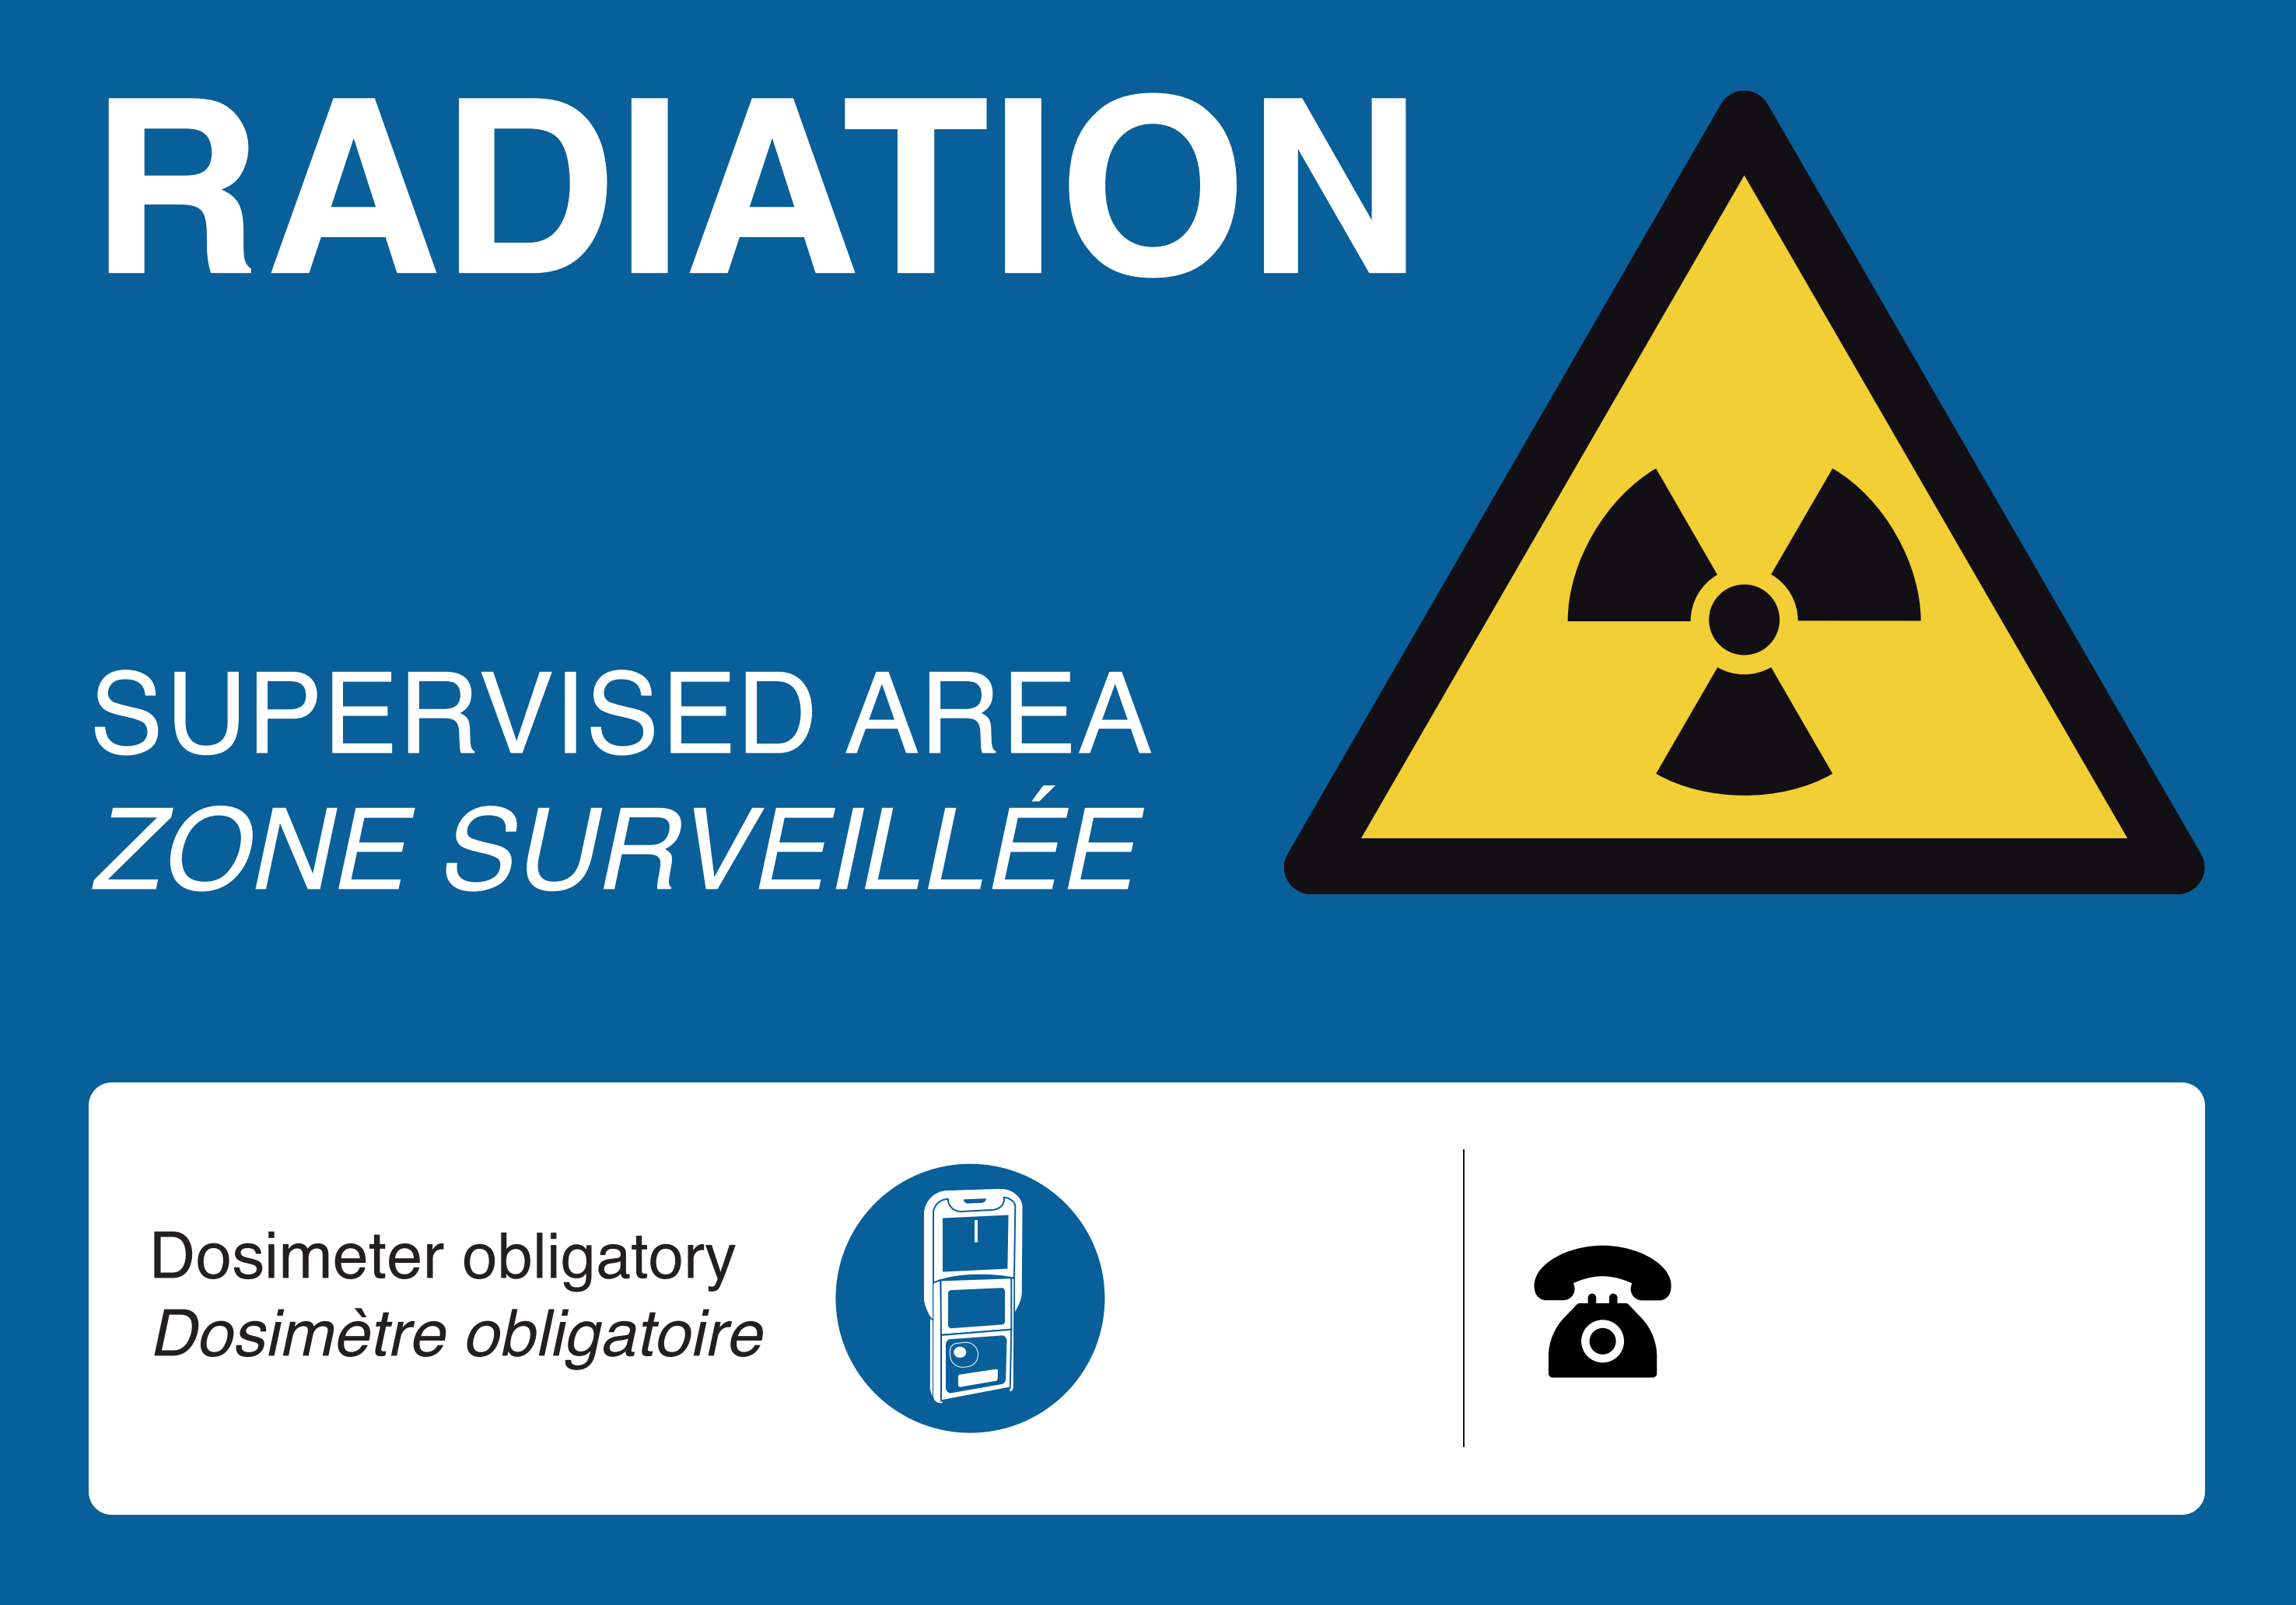 RADIATION
SUPERVISED AREA
ZONE SURVEILLÉE
Dosimeter obligatory
Dosimètre obligatoire